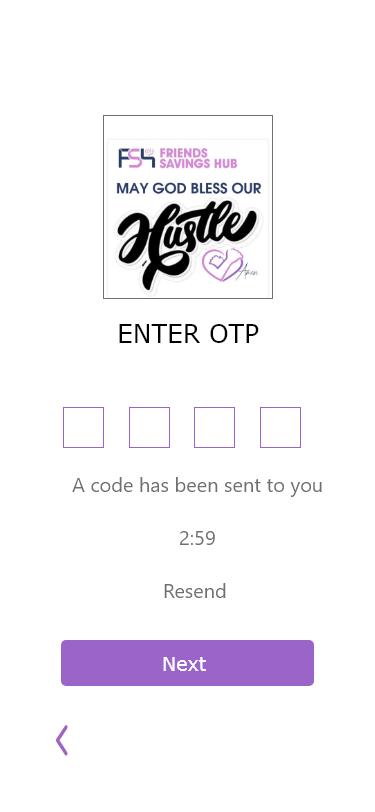 FSH FRIENDS
SAVINGS HUB
MAY GOD BLESS OUR
Hustle
Amen
ENTER OTP
A code has been sent to you
2:59
Resend
Next